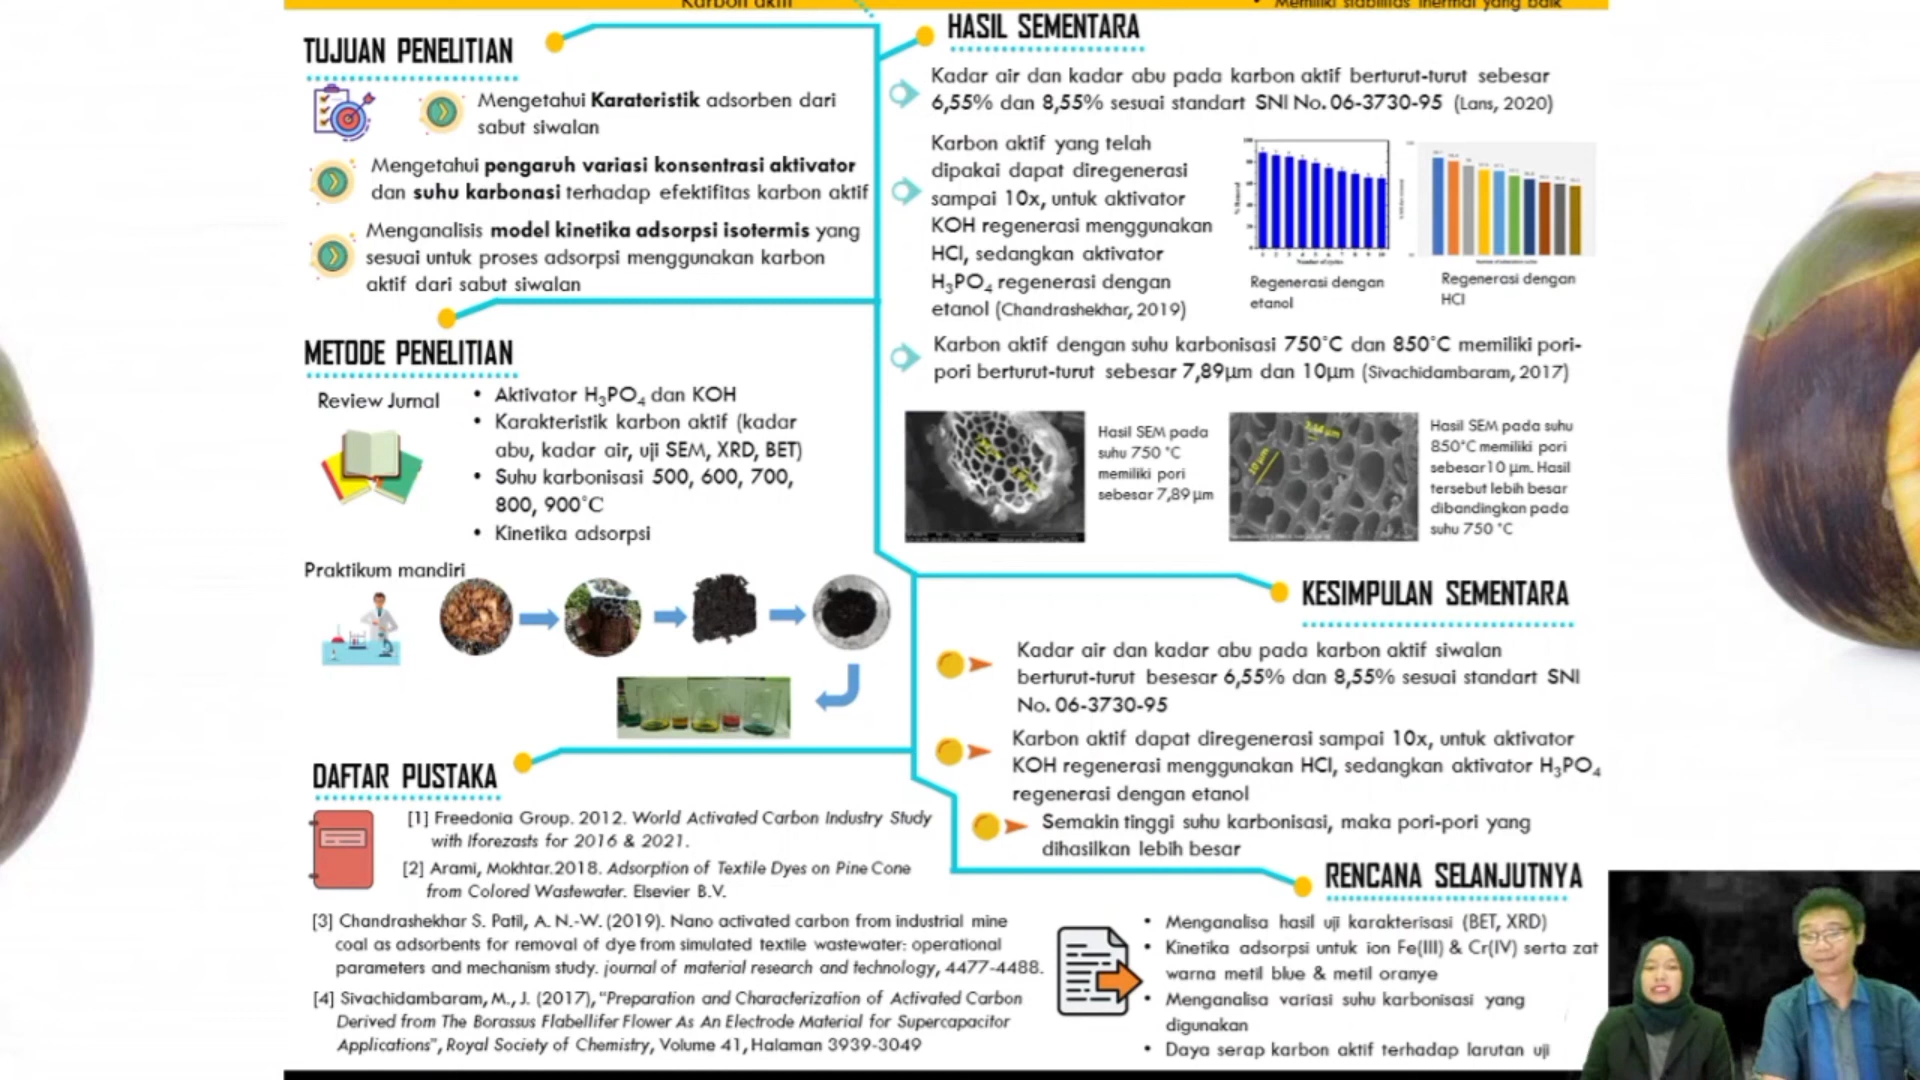 Karbon aktif
• Memiliki stabilitas thermal yang baik
TUJUAN PENELITIAN
Mengetahui Karateristik adsorben dari
sabut siwalan
Mengetahui pengaruh variasi konsentrasi aktivator
dan suhu karbonasi terhadap efektifitas karbon aktif
Menganalisis model kinetika adsorpsi isotermis yang
sesuai untuk proses adsorpsi menggunakan karbon
aktif dari sabut siwalan
METODE PENELITIAN
Review Jurnal
• Aktivator H₃PO₄ dan KOH
• Karakteristik karbon aktif (kadar
abu, kadar air, uji SEM, XRD, BET)
• Suhu karbonisasi 500, 600, 700,
800, 900˚C
• Kinetika adsorpsi
Praktikum mandiri
DAFTAR PUSTAKA
[1] Freedonia Group. 2012. World Activated Carbon Industry Study
with Iforezasts for 2016 & 2021.
[2] Arami, Mokhtar.2018. Adsorption of Textile Dyes on Pine Cone
from Colored Wastewater. Elsevier B.V.
[3] Chandrashekhar S. Patil, A. N.-W. (2019). Nano activated carbon from industrial mine
coal as adsorbents for removal of dye from simulated textile wastewater: operational
parameters and mechanism study. journal of material research and technology, 4477-4488.
[4] Sivachidambaram, M., J. (2017), "Preparation and Characterization of Activated Carbon
Derived from The Borassus Flabellifer Flower As An Electrode Material for Supercapacitor
Applications", Royal Society of Chemistry, Volume 41, Halaman 3939-3049
HASIL SEMENTARA
Kadar air dan kadar abu pada karbon aktif berturut-turut sebesar
6,55% dan 8,55% sesuai standart SNI No. 06-3730-95 (Lans, 2020)
Karbon aktif yang telah
dipakai dapat diregenerasi
sampai 10x, untuk aktivator
KOH regenerasi menggunakan
HCl, sedangkan aktivator
H₃PO₄ regenerasi dengan
etanol (Chandrashekhar, 2019)
Regenerasi dengan
etanol
Regenerasi dengan
HCl
Karbon aktif dengan suhu karbonisasi 750˚C dan 850˚C memiliki pori-
pori berturut-turut sebesar 7,89µm dan 10µm (Sivachidambaram, 2017)
Hasil SEM pada
suhu 750 ˚C
memiliki pori
sebesar 7,89 µm
10 µm
Hasil SEM pada suhu
850˚C memiliki pori
sebesar10 µm. Hasil
tersebut lebih besar
dibandingkan pada
suhu 750 ˚C
KESIMPULAN SEMENTARA
Kadar air dan kadar abu pada karbon aktif siwalan
berturut-turut besesar 6,55% dan 8,55% sesuai standart SNI
No. 06-3730-95
Karbon aktif dapat diregenerasi sampai 10x, untuk aktivator
KOH regenerasi menggunakan HCl, sedangkan aktivator H₃PO₄
regenerasi dengan etanol
Semakin tinggi suhu karbonisasi, maka pori-pori yang
dihasilkan lebih besar
RENCANA SELANJUTNYA
• Menganalisa hasil uji karakterisasi (BET, XRD)
• Kinetika adsorpsi untuk ion Fe(III) & Cr(IV) serta zat
warna metil blue & metil oranye
• Menganalisa variasi suhu karbonisasi yang
digunakan
• Daya serap karbon aktif terhadap larutan uji